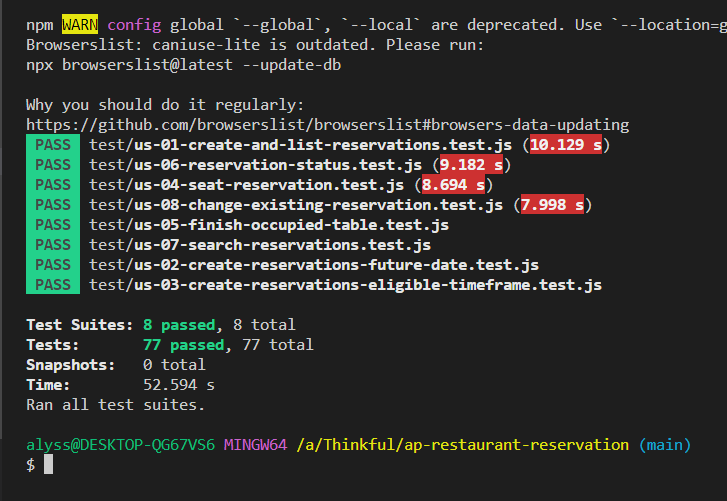 npm WARN config global `--global`, `--local` are deprecated. Use `--location=g
Browserslist: caniuse-lite is outdated. Please run:
npx browserslist@latest --update-db
Why you should do it regularly:
https://github.com/browserslist/browserslist#browsers-data-updating
PASS test/us-01-create-and-list-reservations.test.js (10.129 s)
PASS test/us-06-reservation-status.test.js (9.182 s)
PASS test/us-04-seat-reservation.test.js (8.694 s)
PASS test/us-08-change-existing-reservation.test.js (7.998 s)
PASS test/us-05-finish-occupied-table.test.js
PASS test/us-07-search-reservations.test.js
PASS test/us-02-create-reservations-future-date.test.js
PASS test/us-03-create-reservations-eligible-timeframe.test.js
Test Suites: 8 passed, 8 total
Tests: 77 passed, 77 total
Snapshots: 0 total
Time: 52.594 s
Ran all test suites.
alyss@DESKTOP-QG67VS6 MINGW64 /a/Thinkful/ap-restaurant-reservation (main)
$